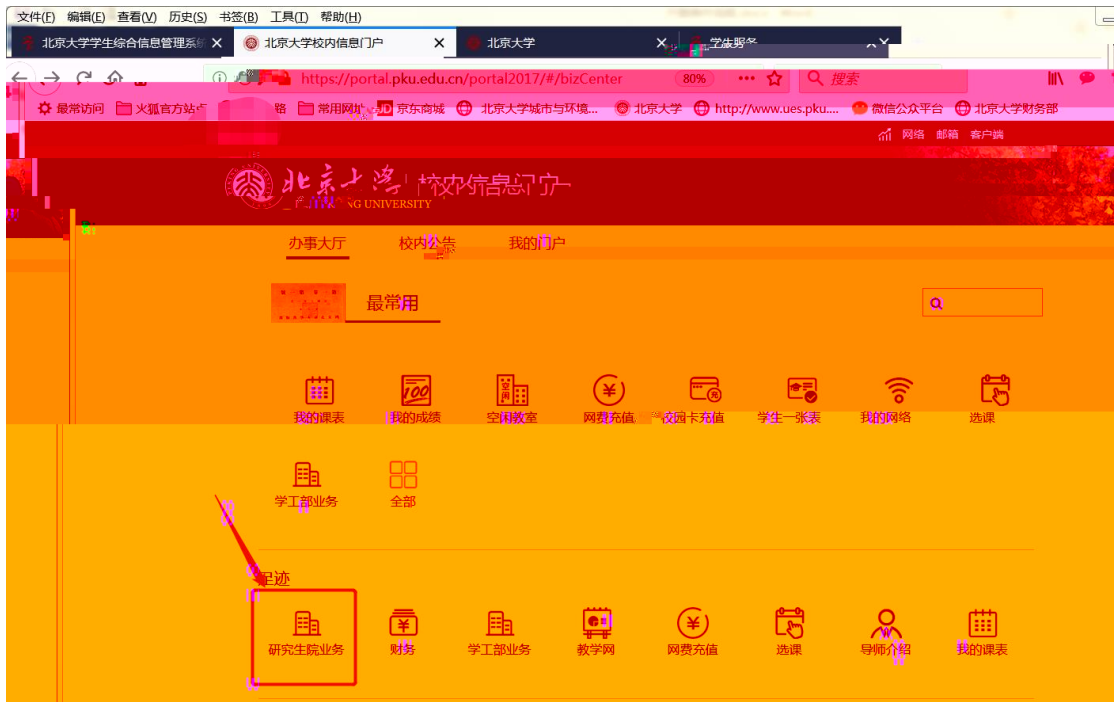 文件(F) 编辑(E) 查看(V) 历史(S) 书签(B) 工具(T) 帮助(H)
北京大学学生综合信息管理系统 北京大学校内信息门户 北京大学
https://portal.pku.edu.cn/portal2017/#/bizCenter 80% 搜索
最常访问 火狐官方站点 常用网址 JD 京东商城 北京大学城市与环境... 北京大学 http://www.ues.pku.... 微信公众平台 北京大学财务部
网络 邮箱 客户端
北京大学 校内信息门户
UNIVERSITY
办事大厅 校内公告 我的门户
最常用
我的课表 我的成绩 空闲教室 网费充值 校园卡充值 学生一张表 我的网络 选课
学工部业务 全部
足迹
研究生院业务 财务 学工部业务 教学网 网费充值 选课 导师介绍 我的课表